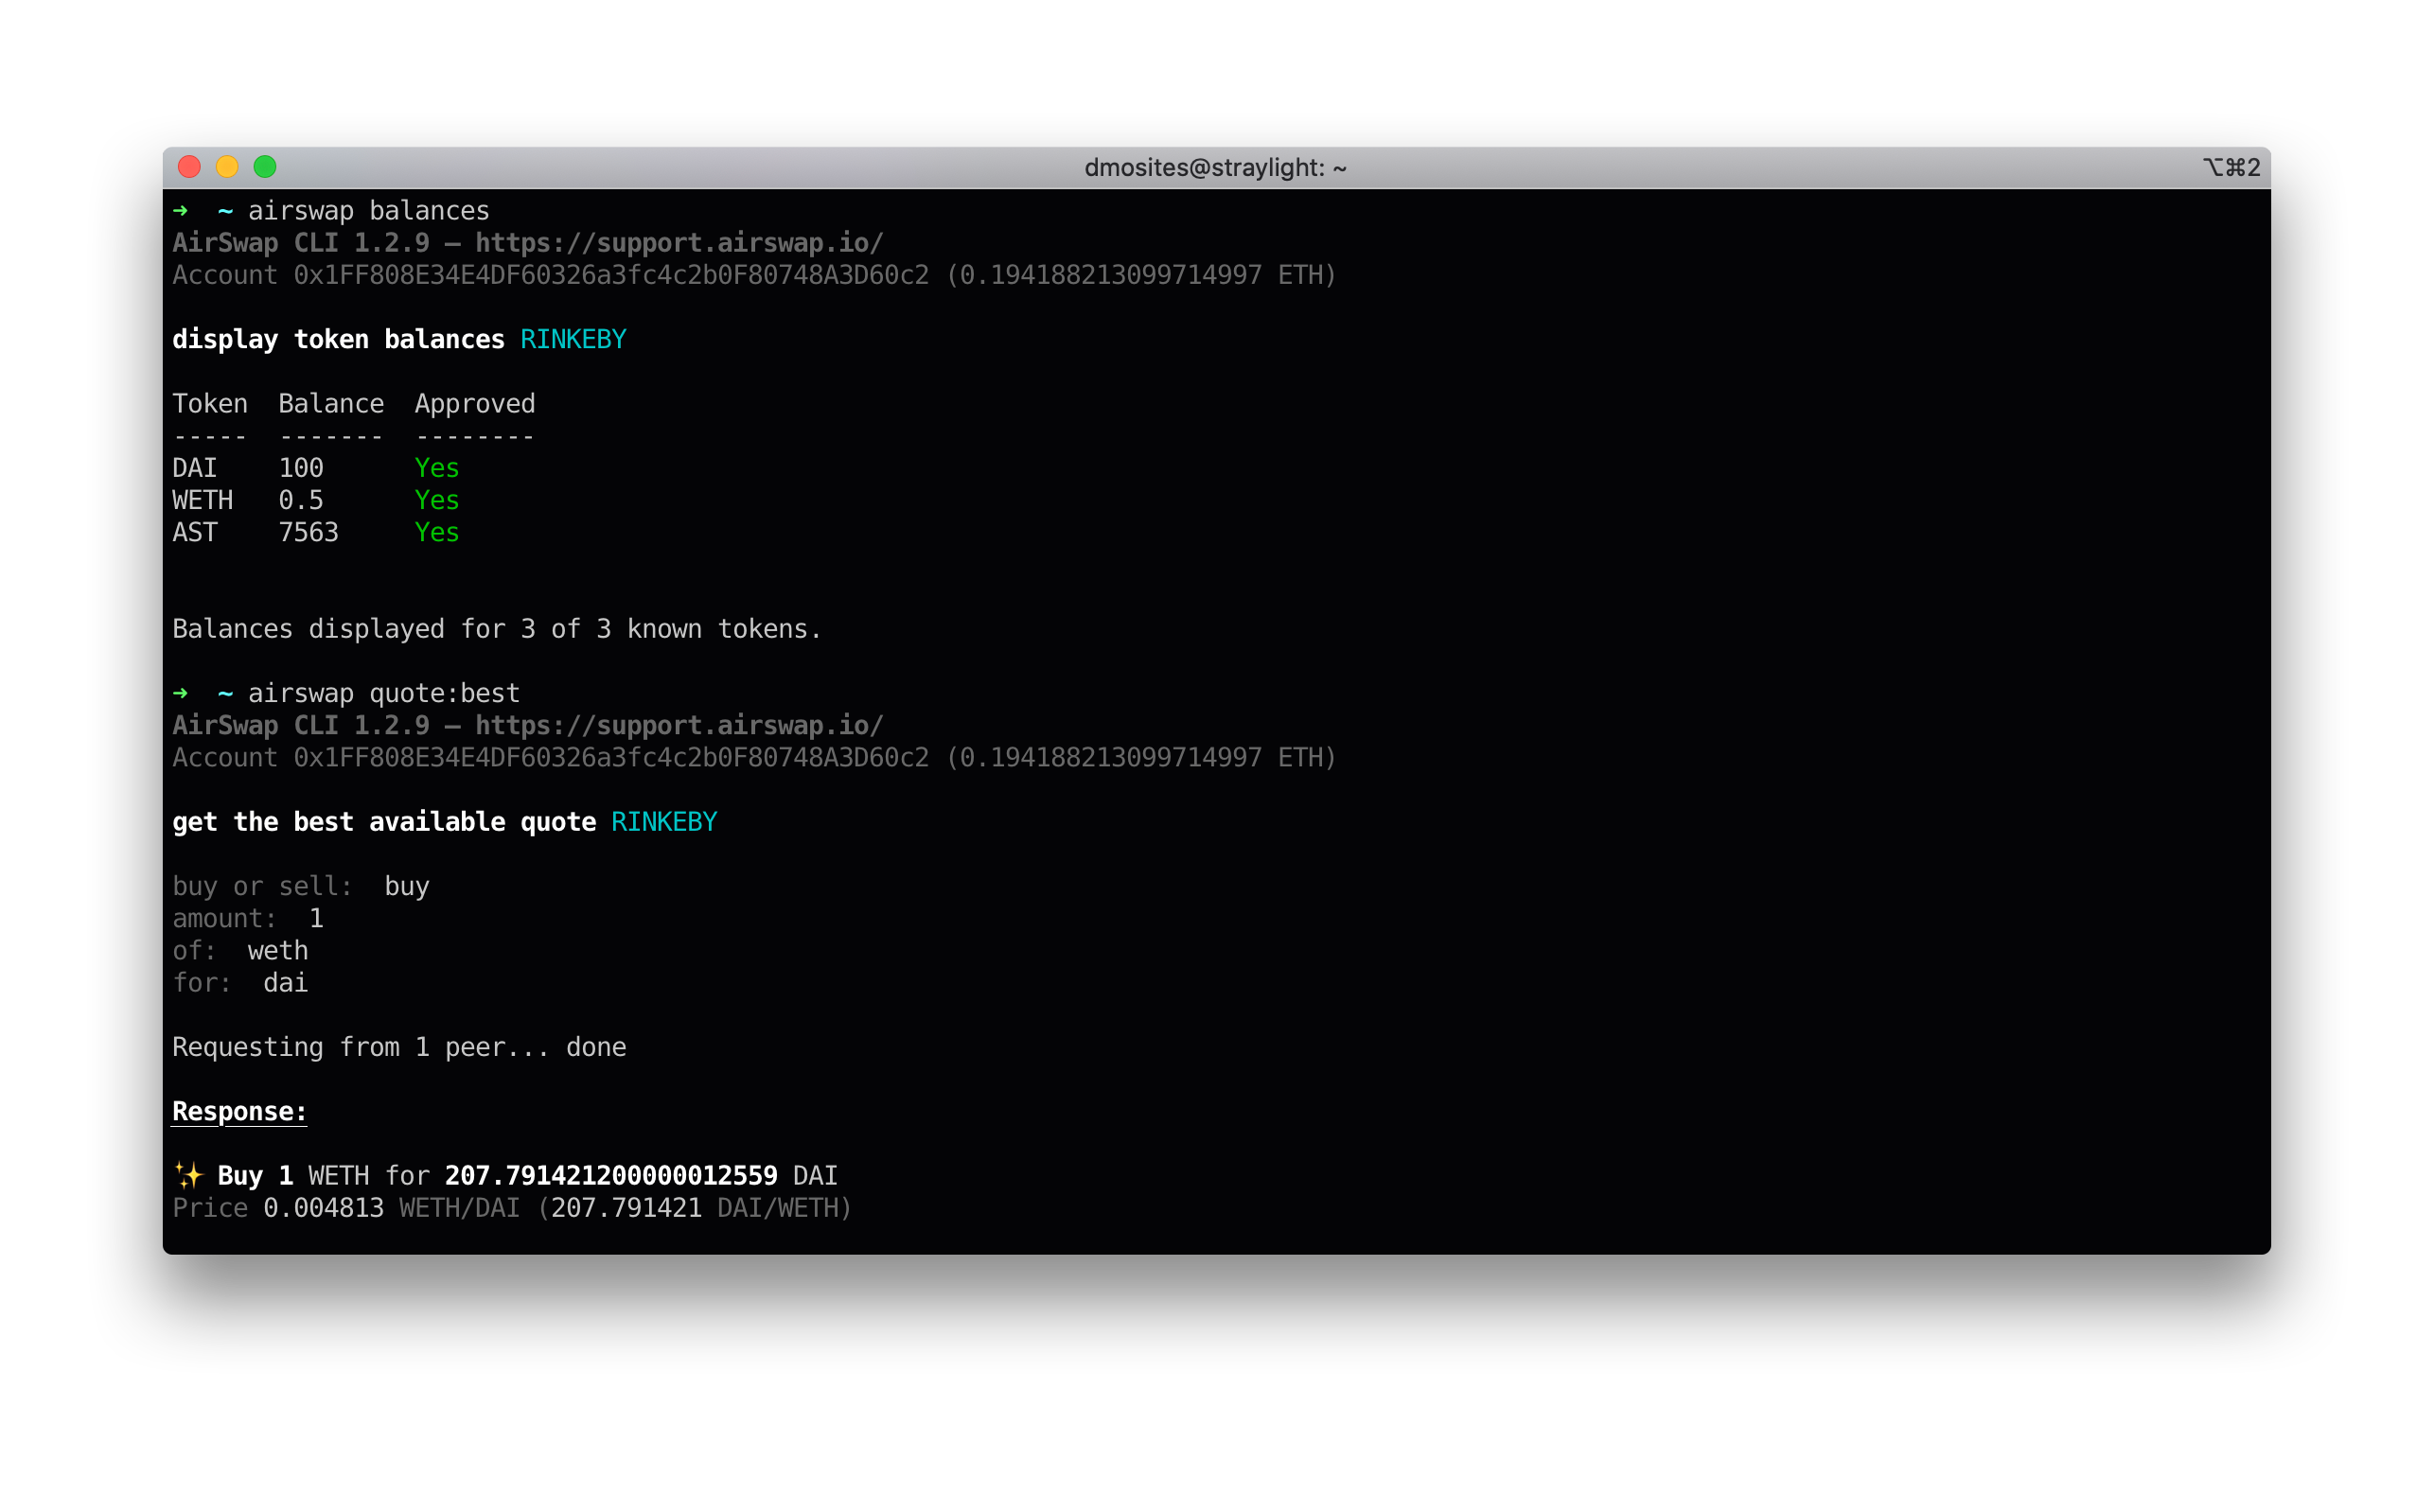 dmosites@straylight: ~
⌥⌘2
➜  ~ airswap balances
AirSwap CLI 1.2.9 — https://support.airswap.io/
Account 0x1FF808E34E4DF60326a3fc4c2b0F80748A3D60c2 (0.194188213099714997 ETH)
display token balances RINKEBY
Token  Balance  Approved
-----  -------  --------
DAI    100      Yes
WETH   0.5      Yes
AST    7563     Yes
Balances displayed for 3 of 3 known tokens.
➜  ~ airswap quote:best
AirSwap CLI 1.2.9 — https://support.airswap.io/
Account 0x1FF808E34E4DF60326a3fc4c2b0F80748A3D60c2 (0.194188213099714997 ETH)
get the best available quote RINKEBY
buy or sell:  buy
amount:  1
of:  weth
for:  dai
Requesting from 1 peer... done
Response:
✨ Buy 1 WETH for 207.791421200000012559 DAI
Price 0.004813 WETH/DAI (207.791421 DAI/WETH)